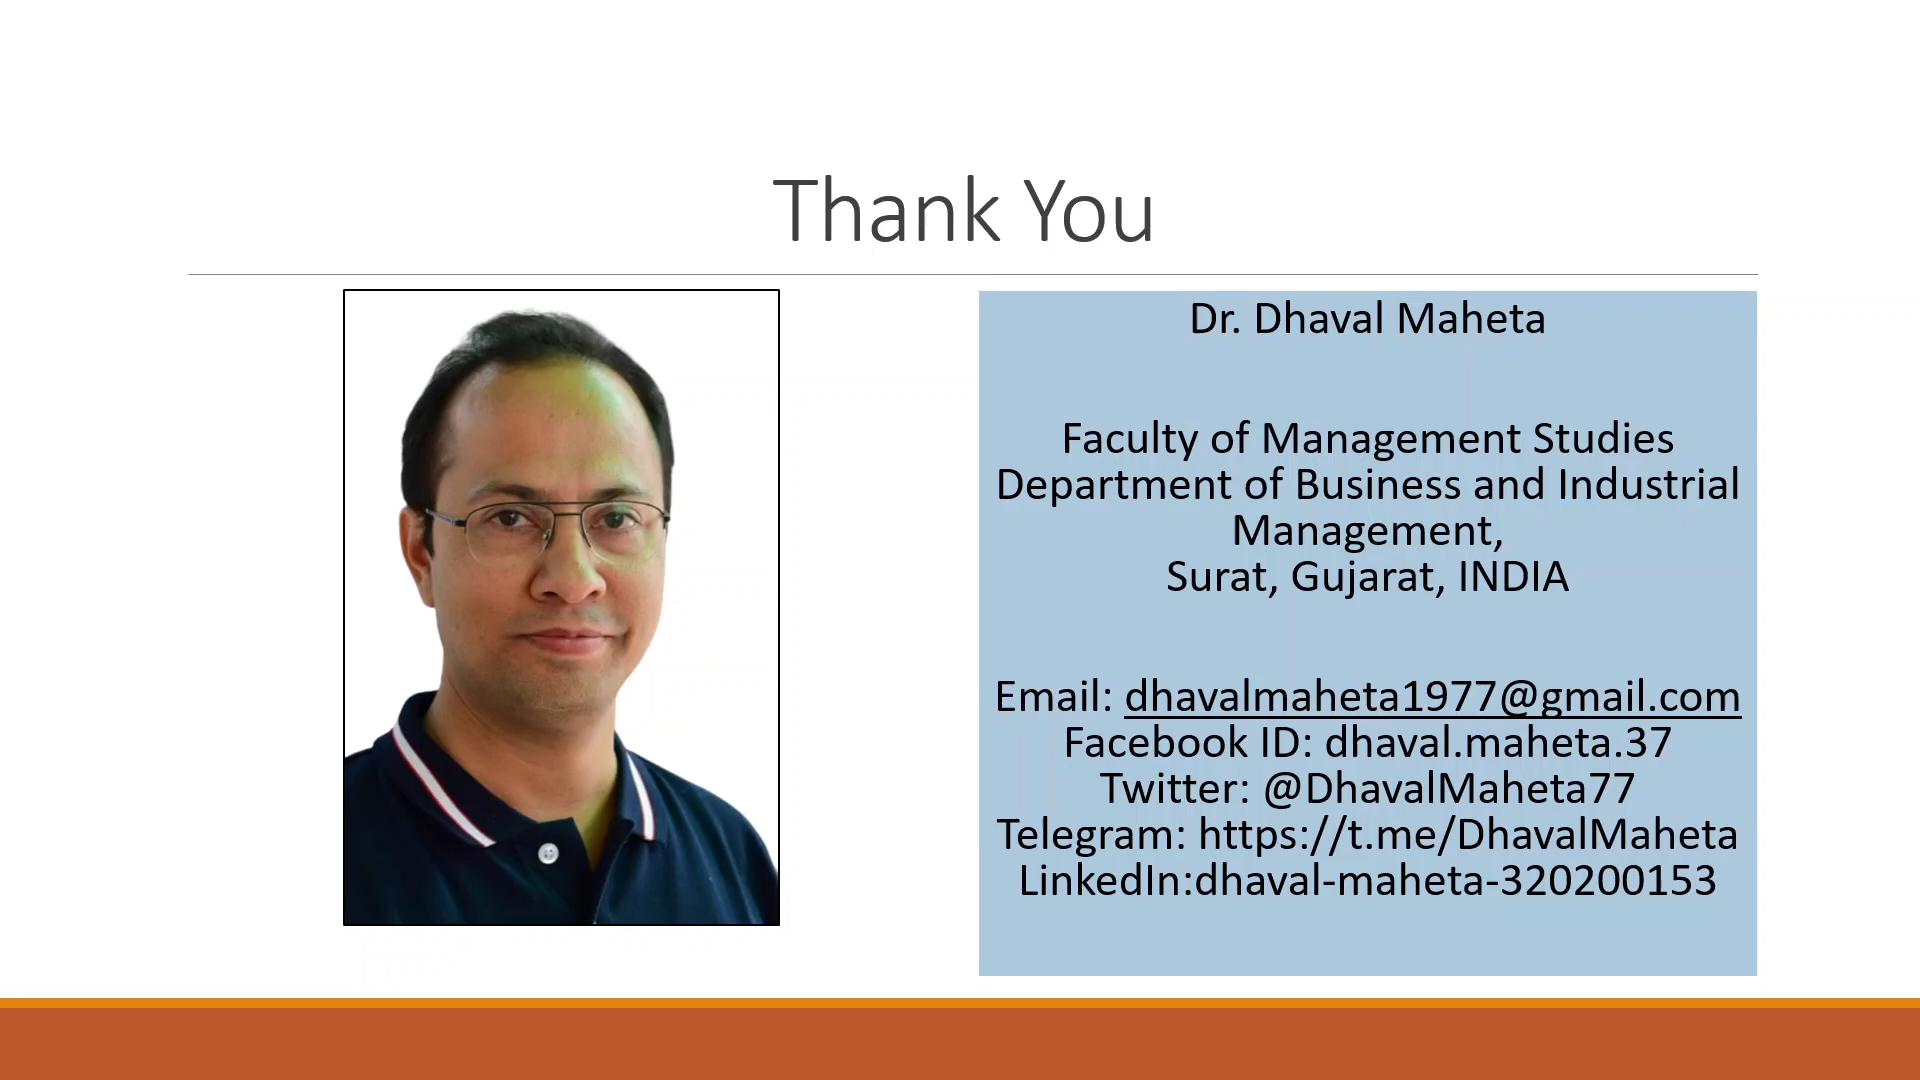 Thank You
Dr. Dhaval Maheta
Faculty of Management Studies
Department of Business and Industrial
Management,
Surat, Gujarat, INDIA
Email: dhavalmaheta1977@gmail.com
Facebook ID: dhaval.maheta.37
Twitter: @DhavalMaheta77
Telegram: https://t.me/DhavalMaheta
LinkedIn:dhaval-maheta-320200153